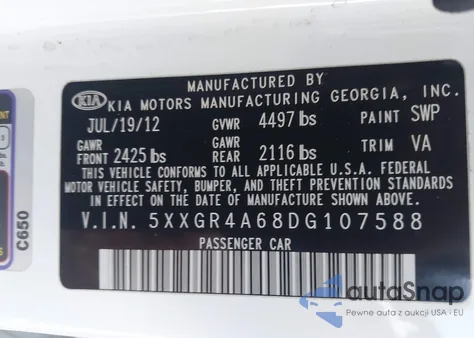 MANUFACTURED BY
KIA KIA MOTORS MANUFACTURING GEORGIA, INC.
JUL/19/12 GVWR 4497 lbs PAINT SWP
GAWR FRONT 2425 lbs GAWR REAR 2116 lbs TRIM VA
THIS VEHICLE CONFORMS TO ALL APPLICABLE U.S.A. FEDERAL
MOTOR VEHICLE SAFETY, BUMPER, AND THEFT PREVENTION STANDARDS
IN EFFECT ON THE DATE OF MANUFACTURE SHOWN ABOVE.
V.I.N. 5XXGR4A68DG107588
PASSENGER CAR
C650
autoSnap
Pewne auta z aukcji USA i EU